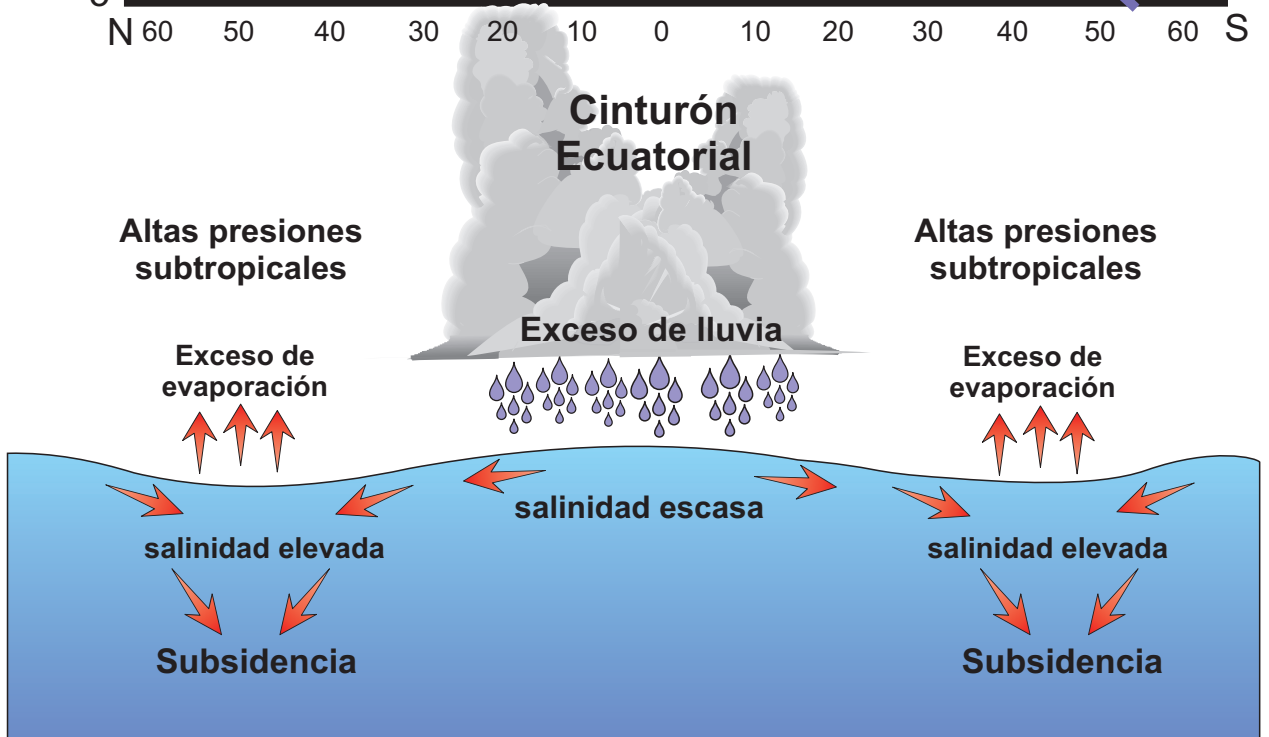 N 60 50 40 30 20 10 0 10 20 30 40 50 60 S
Cinturón
Ecuatorial
Altas presiones
subtropicales
Altas presiones
subtropicales
Exceso de lluvia
Exceso de
evaporación
Exceso de
evaporación
salinidad escasa
salinidad elevada
salinidad elevada
Subsidencia
Subsidencia